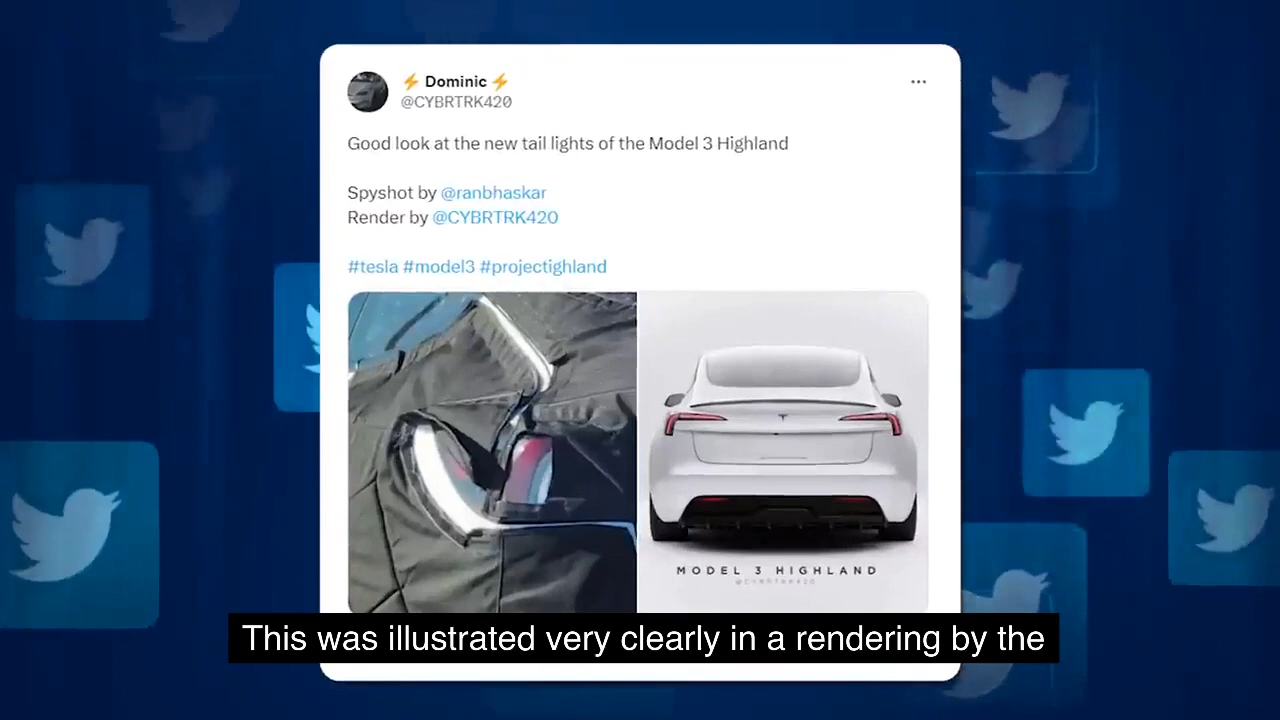 ⚡ Dominic ⚡
@CYBRTRK420
Good look at the new tail lights of the Model 3 Highland
Spyshot by @ranbhaskar
Render by @CYBRTRK420
#tesla #model3 #projectighland
MODEL 3 HIGHLAND
@CYBRTRK420
This was illustrated very clearly in a rendering by the